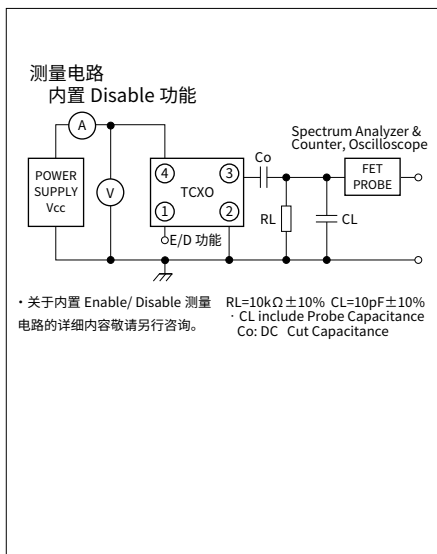 测量电路
内置 Disable 功能
A
Spectrum Analyzer &
Counter, Oscilloscope
Co
POWER
SUPPLY
Vcc
V
4
3
TCXO
1
2
FET
PROBE
RL
CL
E/D 功能
・关于内置 Enable/ Disable 测量
电路的详细内容敬请另行咨询。
RL=10kΩ±10% CL=10pF±10%
· CL include Probe Capacitance
Co: DC Cut Capacitance